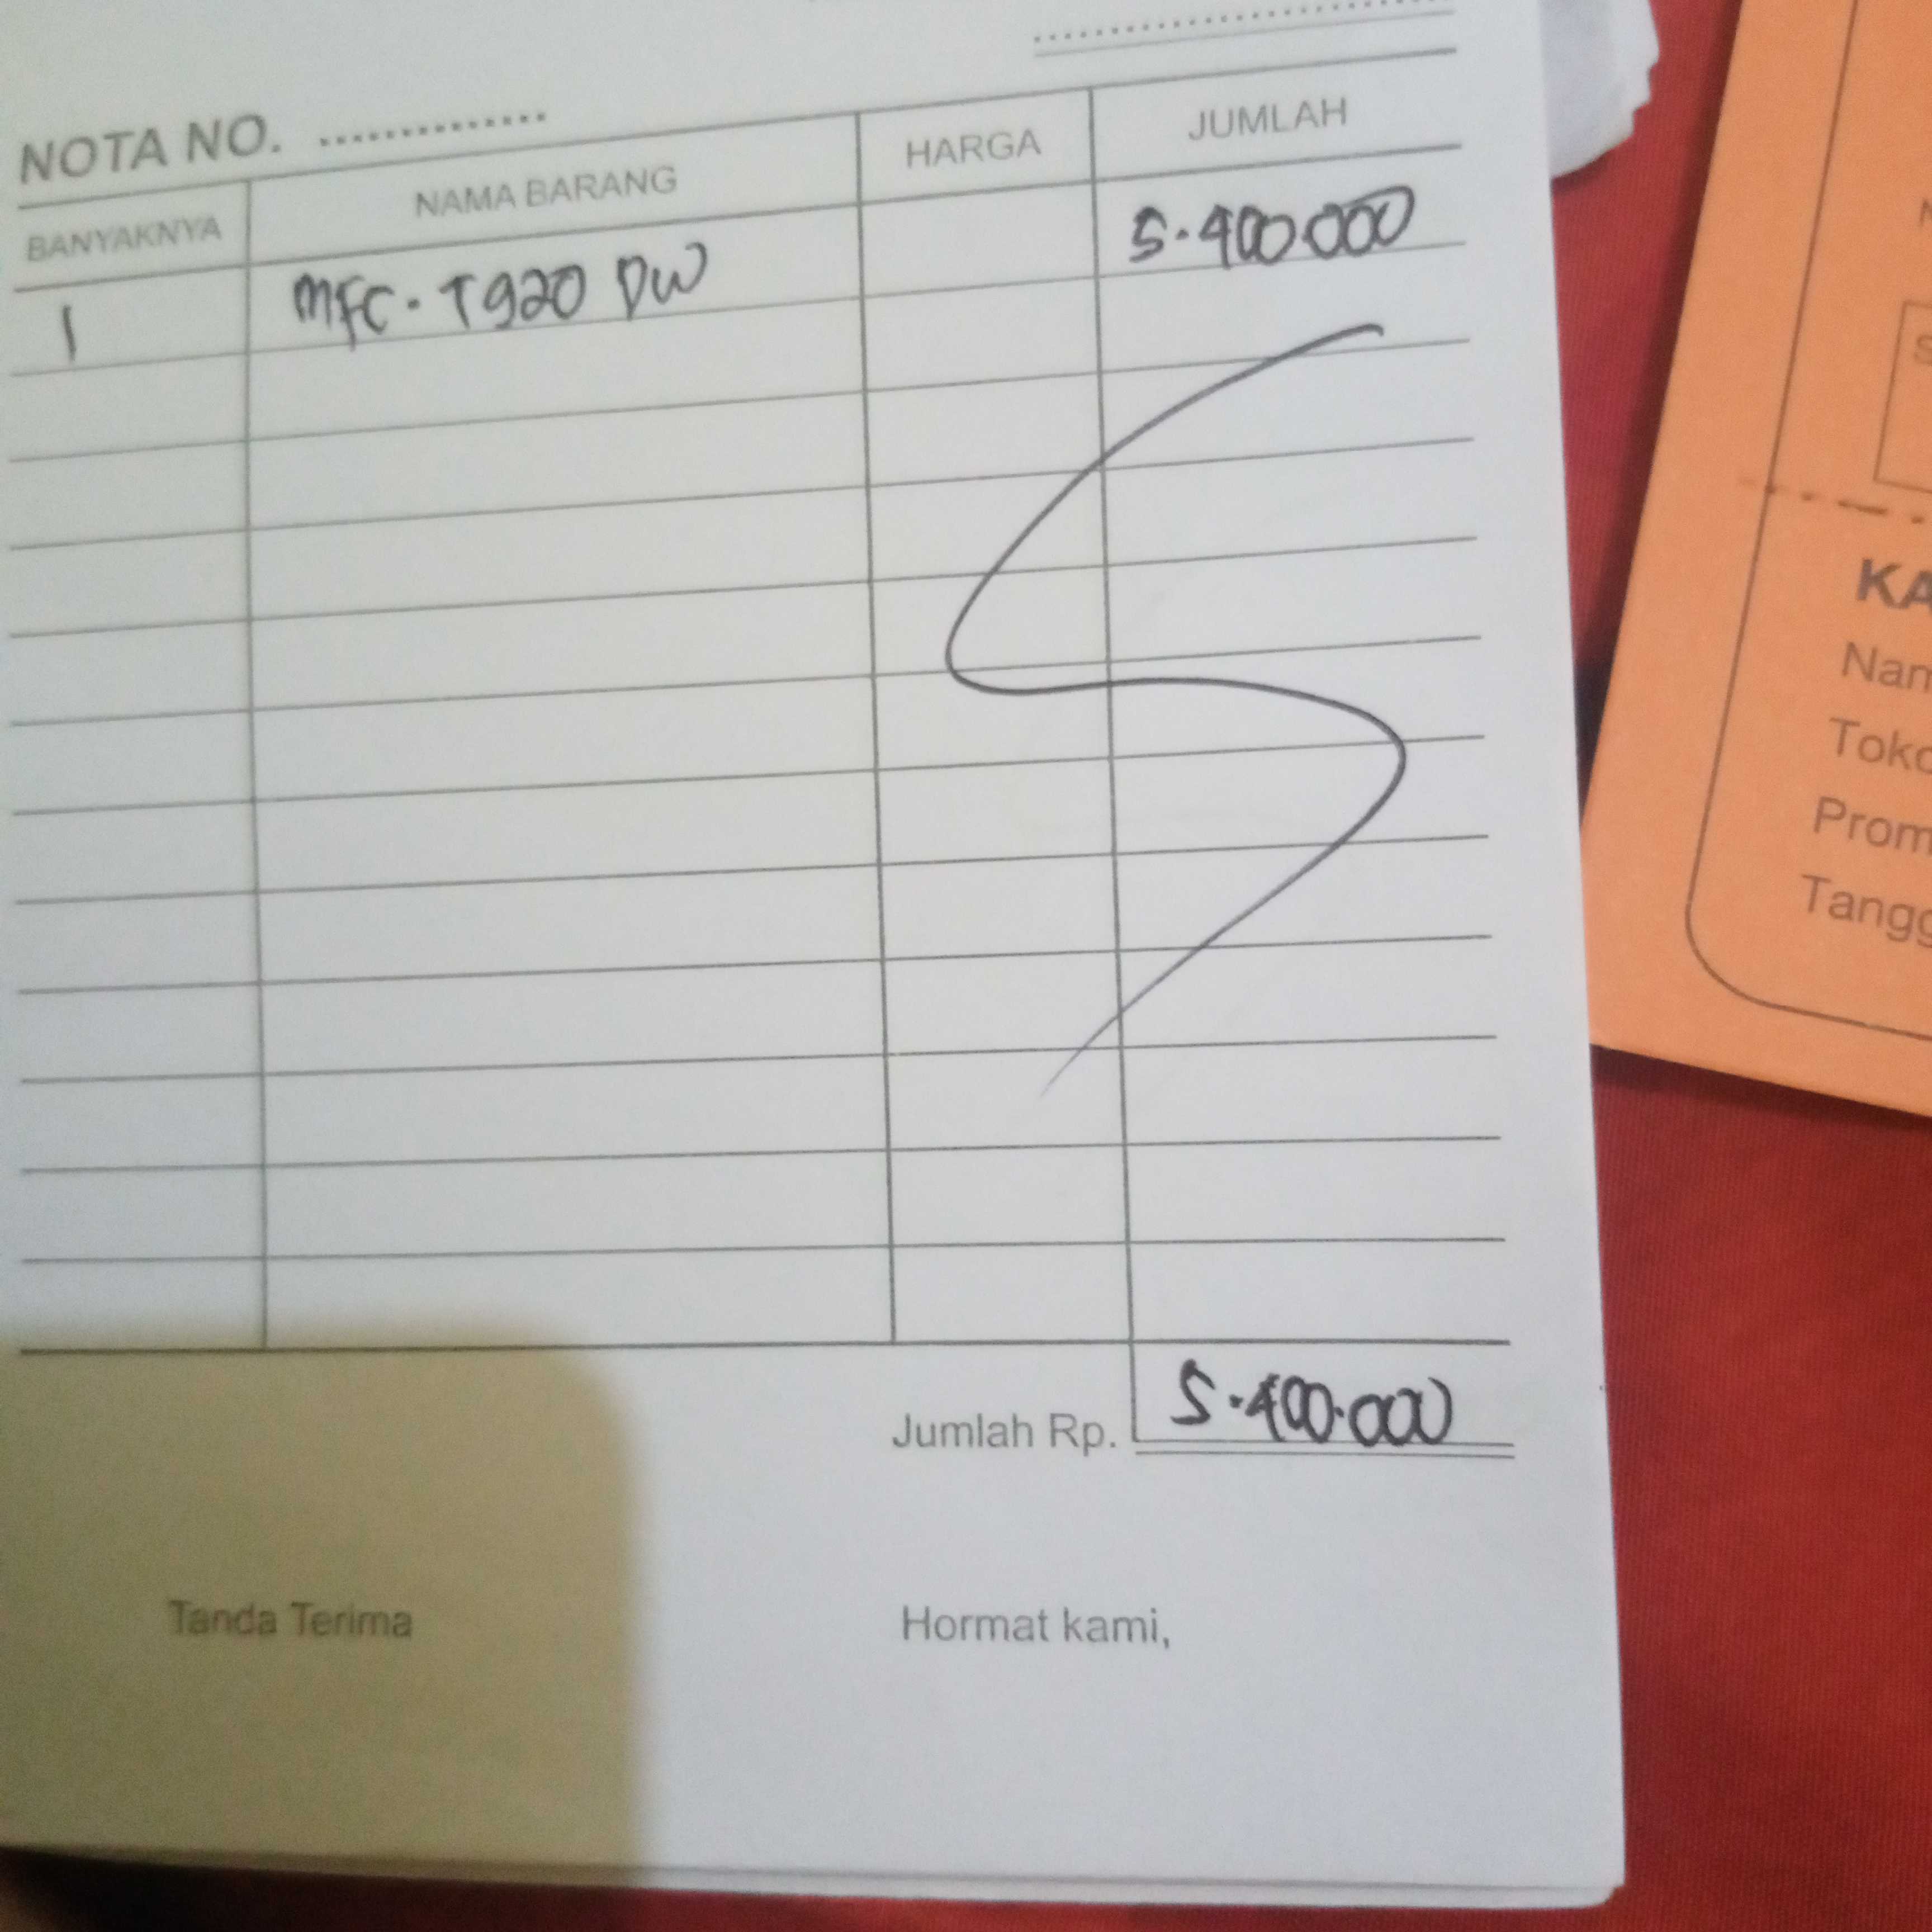 NOTA NO. ..............
BANYAKNYA NAMA BARANG HARGA JUMLAH
1 MFC. T920 DW 5.400.000
Jumlah Rp. 5.400.000
Tanda Terima Hormat kami,
KA
Nam
Toko
Prom
Tangg